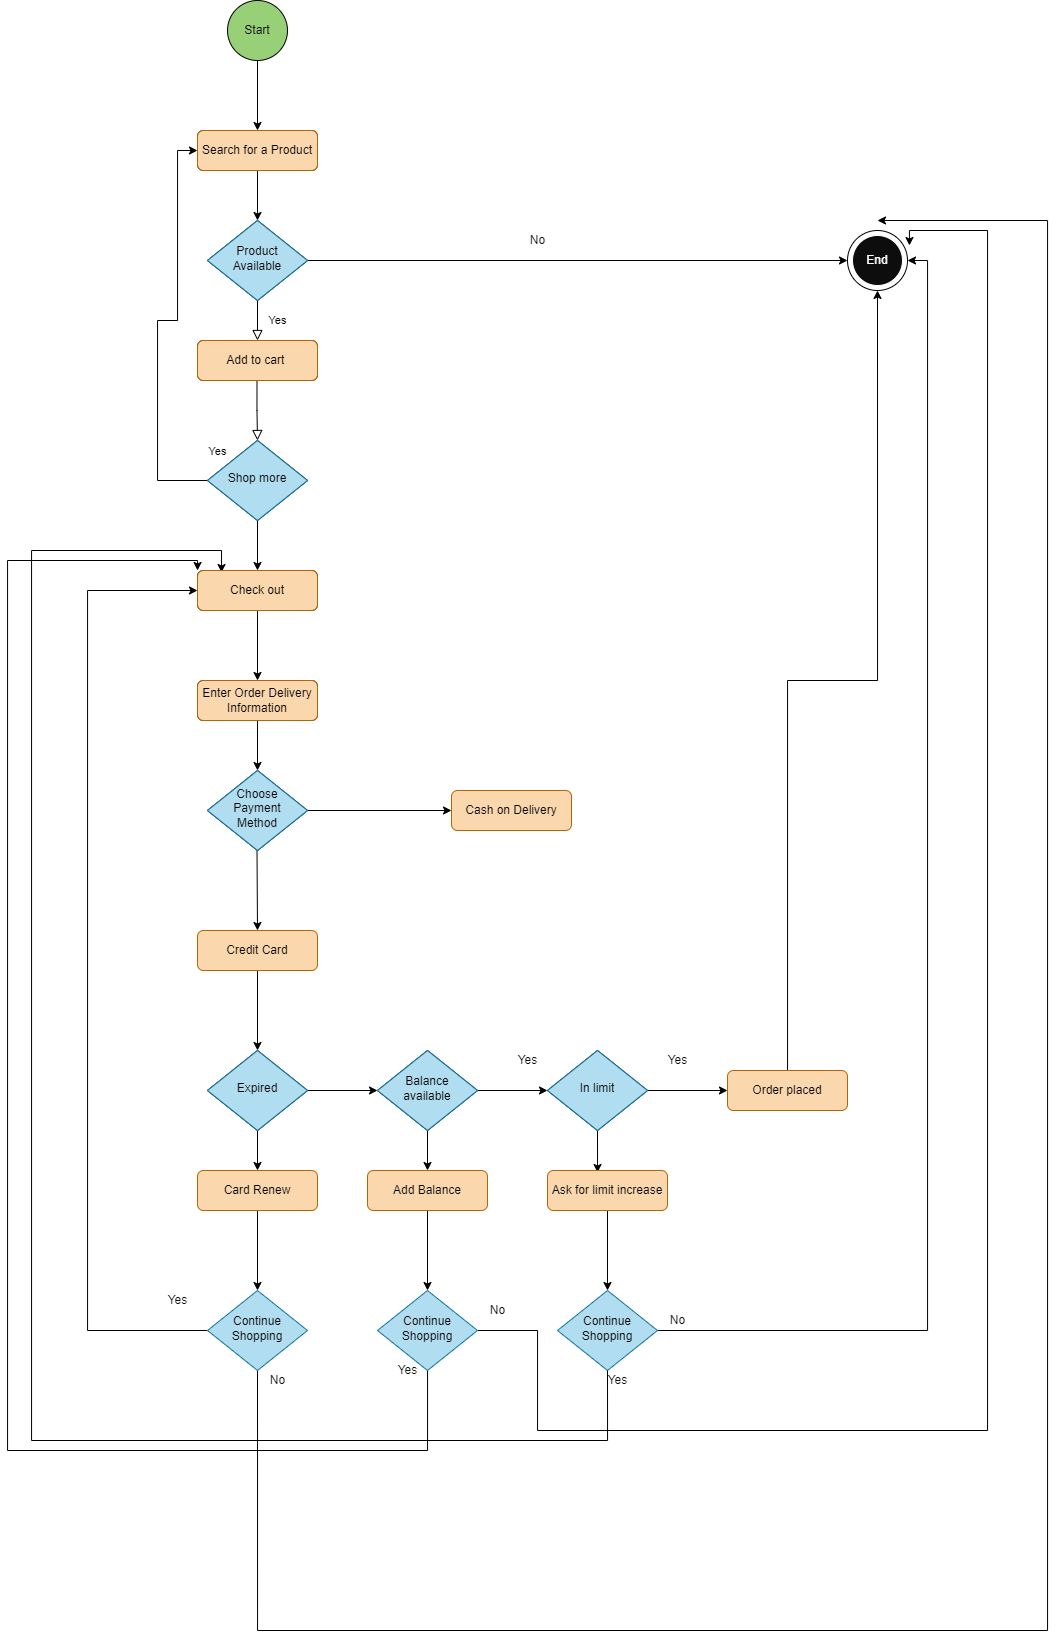 Start
Search for a Product
Product
Available
No
End
Yes
Add to cart
Yes
Shop more
Check out
Enter Order Delivery
Information
Choose
Payment
Method
Cash on Delivery
Credit Card
Expired
Balance
available
Yes
In limit
Yes
Order placed
Card Renew
Add Balance
Ask for limit increase
Yes
Continue
Shopping
No
Continue
Shopping
No
Yes
Continue
Shopping
No
Yes